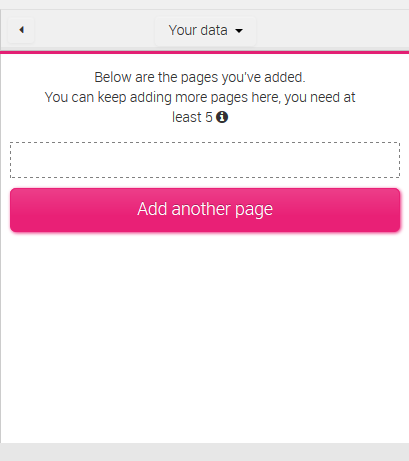 Your data
Below are the pages you've added.
You can keep adding more pages here, you need at
least 5
Add another page